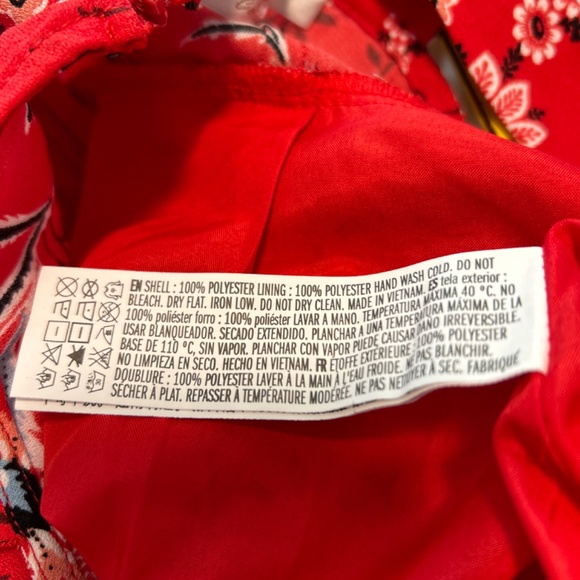 EN SHELL : 100% POLYESTER LINING : 100% POLYESTER HAND WASH COLD. DO NOT
BLEACH. DRY FLAT. IRON LOW. DO NOT DRY CLEAN. MADE IN VIETNAM. ES tela exterior :
100% poliéster forro : 100% poliéster LAVAR A MANO. TEMPERATURA MÁXIMA 40 °C. NO
USAR BLANQUEADOR. SECADO EXTENDIDO. PLANCHAR A UNA TEMPERATURA MÁXIMA DE LA
BASE DE 110 °C, SIN VAPOR. PLANCHAR CON VAPOR PUEDE CAUSAR DAÑO IRREVERSIBLE.
NO LIMPIEZA EN SECO. HECHO EN VIETNAM. FR ETOFFE EXTÉRIEURE : 100% POLYESTER
DOUBLURE : 100% POLYESTER LAVER À LA MAIN À L'EAU FROIDE. NE PAS BLANCHIR.
SÉCHER À PLAT. REPASSER À TEMPÉRATURE MODÉRÉE. NE PAS NETTOYER À SEC. FABRIQUÉ